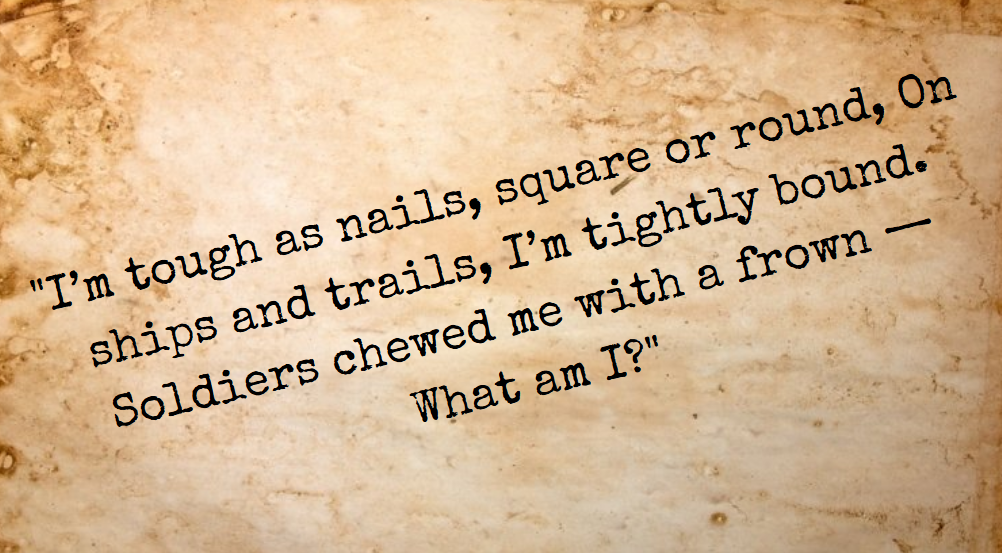 "I'm tough as nails, square or round, On
ships and trails, I'm tightly bound.
Soldiers chewed me with a frown —
What am I?"